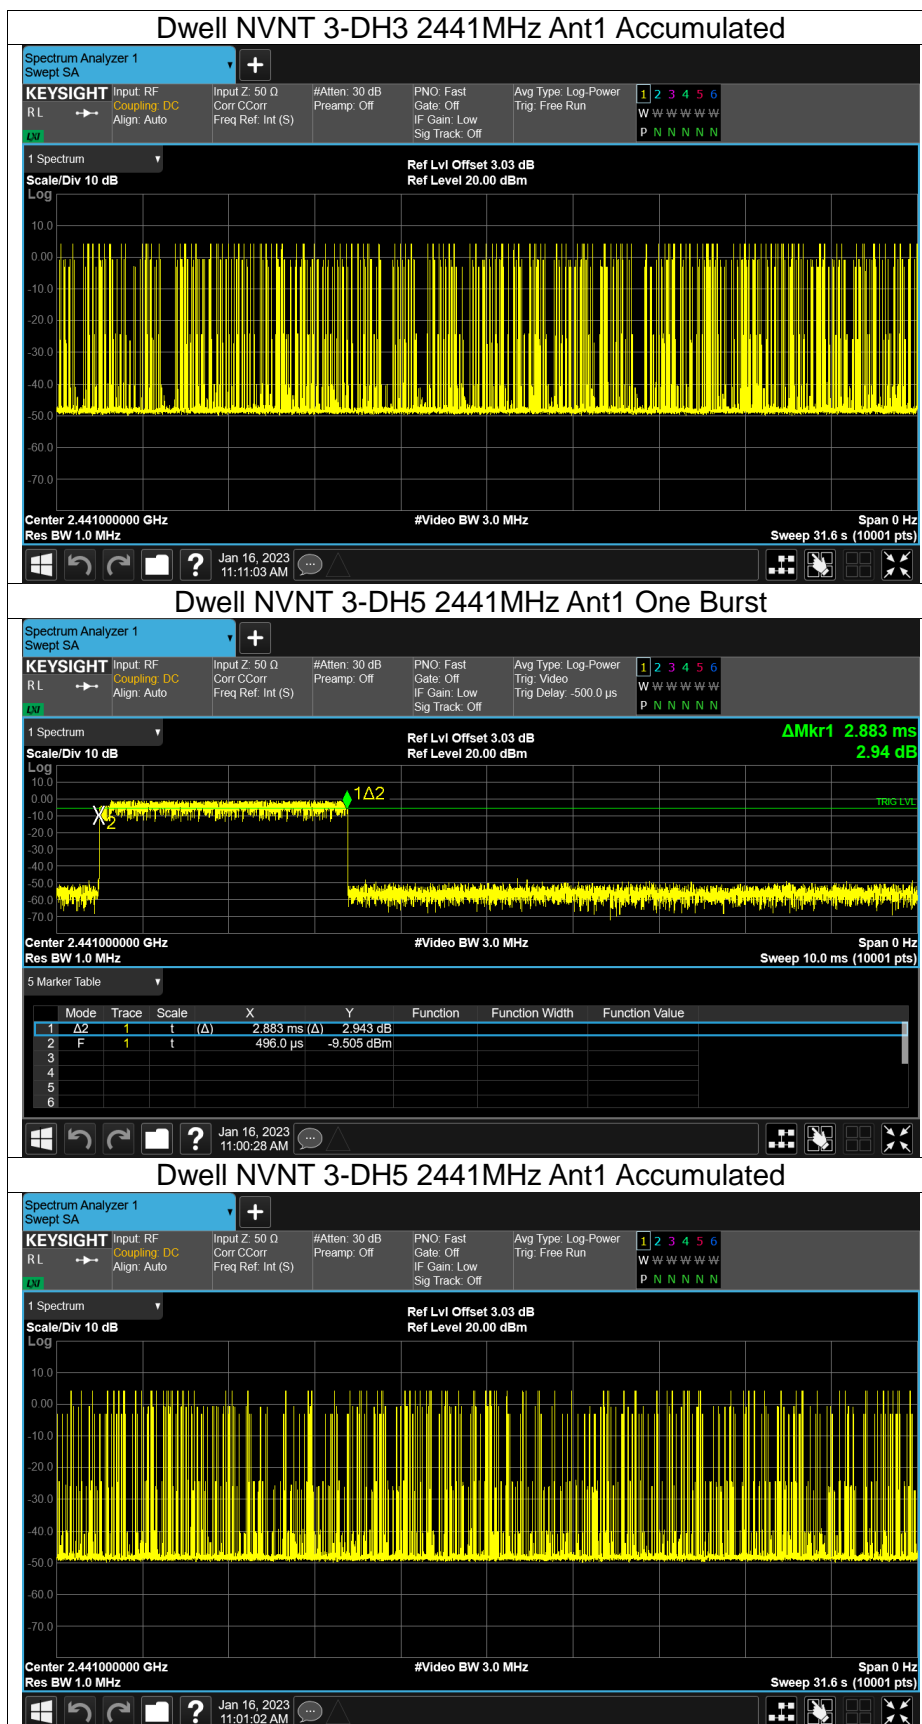 Dwell NVNT 3-DH3 2441MHz Ant1 Accumulated
Spectrum Analyzer 1
Swept SA
KEYSIGHT Input: RF Input Z: 50 Ω #Atten: 30 dB PNO: Fast Avg Type: Log-Power 1 2 3 4 5 6
R L Coupling: DC Corr CCorr Preamp: Off Gate: Off Trig: Free Run W W W W W W
Align: Auto Freq Ref: Int (S) IF Gain: Low
LXI Sig Track: Off P N N N N N
1 Spectrum
Ref Lvl Offset 3.03 dB
Scale/Div 10 dB Ref Level 20.00 dBm
Log
10.0
0.00
-10.0
-20.0
-30.0
-40.0
-50.0
-60.0
-70.0
Center 2.441000000 GHz #Video BW 3.0 MHz Span 0 Hz
Res BW 1.0 MHz Sweep 31.6 s (10001 pts)
Jan 16, 2023
11:11:03 AM
Dwell NVNT 3-DH5 2441MHz Ant1 One Burst
Spectrum Analyzer 1
Swept SA
KEYSIGHT Input: RF Input Z: 50 Ω #Atten: 30 dB PNO: Fast Avg Type: Log-Power 1 2 3 4 5 6
R L Coupling: DC Corr CCorr Preamp: Off Gate: Off Trig: Video W W W W W W
Align: Auto Freq Ref: Int (S) IF Gain: Low Trig Delay: -500.0 µs
LXI Sig Track: Off P N N N N N
1 Spectrum ΔMkr1 2.883 ms
Ref Lvl Offset 3.03 dB
Scale/Div 10 dB Ref Level 20.00 dBm 2.94 dB
Log
10.0
0.00 1Δ2 TRIG LVL
-10.0 2
-20.0
-30.0
-40.0
-50.0
-60.0
-70.0
Center 2.441000000 GHz #Video BW 3.0 MHz Span 0 Hz
Res BW 1.0 MHz Sweep 10.0 ms (10001 pts)
5 Marker Table
Mode Trace Scale X Y Function Function Width Function Value
1 Δ2 1 t (Δ) 2.883 ms (Δ) 2.943 dB
2 F 1 t 496.0 µs -9.505 dBm
3
4
5
6
Jan 16, 2023
11:00:28 AM
Dwell NVNT 3-DH5 2441MHz Ant1 Accumulated
Spectrum Analyzer 1
Swept SA
KEYSIGHT Input: RF Input Z: 50 Ω #Atten: 30 dB PNO: Fast Avg Type: Log-Power 1 2 3 4 5 6
R L Coupling: DC Corr CCorr Preamp: Off Gate: Off Trig: Free Run W W W W W W
Align: Auto Freq Ref: Int (S) IF Gain: Low
LXI Sig Track: Off P N N N N N
1 Spectrum
Ref Lvl Offset 3.03 dB
Scale/Div 10 dB Ref Level 20.00 dBm
Log
10.0
0.00
-10.0
-20.0
-30.0
-40.0
-50.0
-60.0
-70.0
Center 2.441000000 GHz #Video BW 3.0 MHz Span 0 Hz
Res BW 1.0 MHz Sweep 31.6 s (10001 pts)
Jan 16, 2023
11:01:02 AM